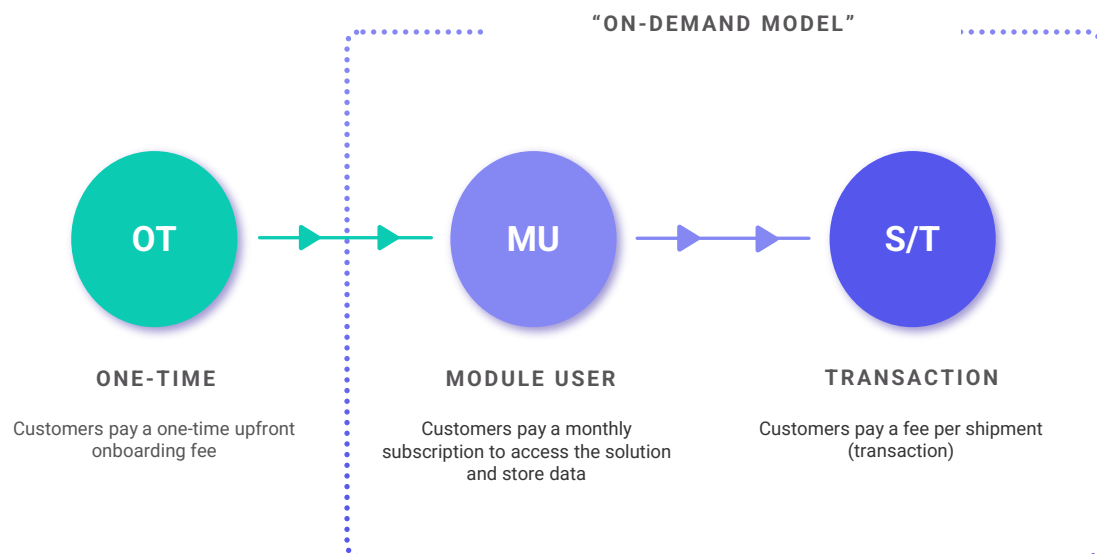 “ON-DEMAND MODEL”
OT
MU
S/T
ONE-TIME
Customers pay a one-time upfront
onboarding fee
MODULE USER
Customers pay a monthly
subscription to access the solution
and store data
TRANSACTION
Customers pay a fee per shipment
(transaction)